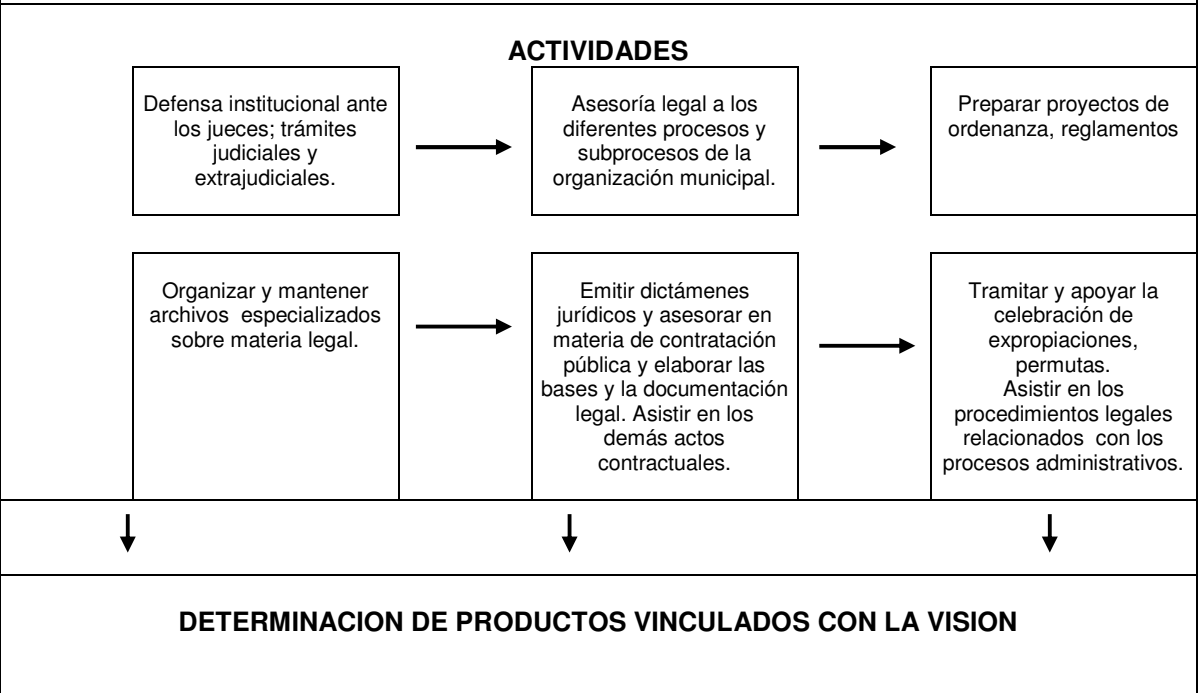 ACTIVIDADES
Defensa institucional ante
los jueces; trámites
judiciales y
extrajudiciales.
Asesoría legal a los
diferentes procesos y
subprocesos de la
organización municipal.
Preparar proyectos de
ordenanza, reglamentos
Organizar y mantener
archivos especializados
sobre materia legal.
Emitir dictámenes
jurídicos y asesorar en
materia de contratación
pública y elaborar las
bases y la documentación
legal. Asistir en los
demás actos
contractuales.
Tramitar y apoyar la
celebración de
expropiaciones,
permutas.
Asistir en los
procedimientos legales
relacionados con los
procesos administrativos.
DETERMINACION DE PRODUCTOS VINCULADOS CON LA VISION